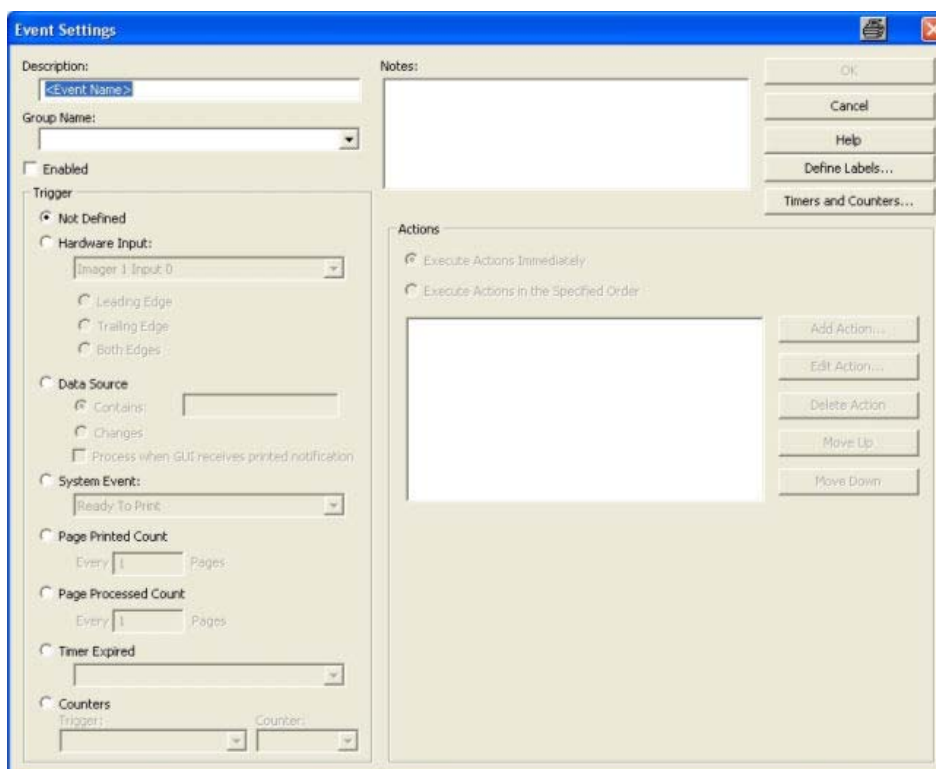 Event Settings
Description:
<Event Name>
Group Name:
Enabled
Trigger
Not Defined
Hardware Input:
Imager 1 Input 0
Leading Edge
Trailing Edge
Both Edges
Data Source
Contains:
Changes
Process when GUI receives printed notification
System Event:
Ready To Print
Page Printed Count
Every 1 Pages
Page Processed Count
Every 1 Pages
Timer Expired
Counters
Trigger: Counter:
Notes:
OK
Cancel
Help
Define Labels...
Timers and Counters...
Actions
Execute Actions Immediately
Execute Actions in the Specified Order
Add Action...
Edit Action...
Delete Action
Move Up
Move Down